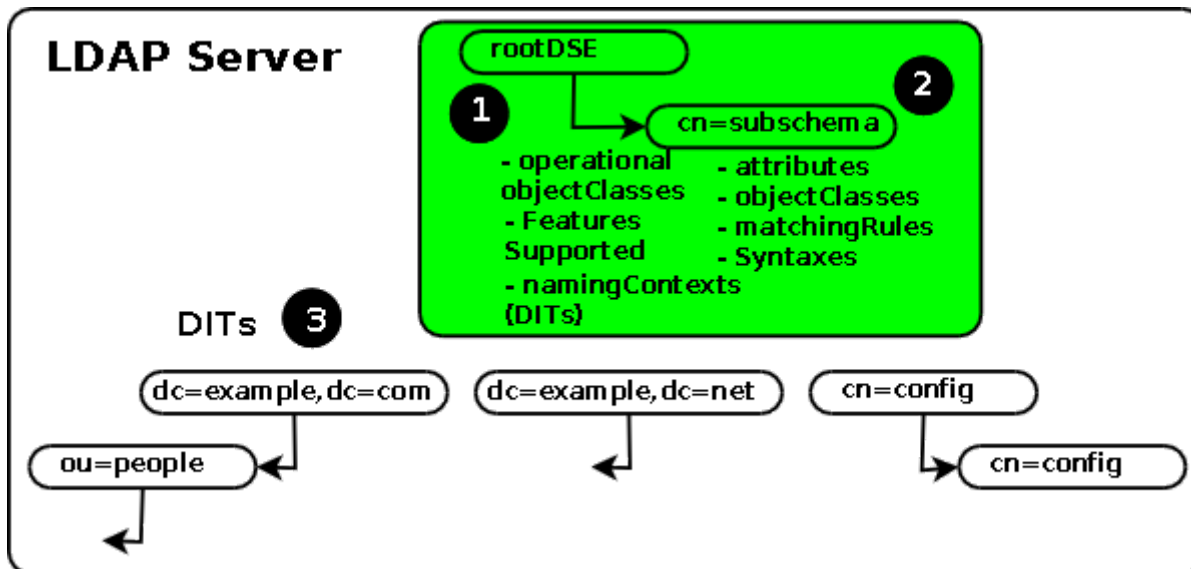 LDAP Server
rootDSE
1
2
cn=subschema
- operational
objectClasses
- Features
Supported
- namingContexts
(DITs)
- attributes
- objectClasses
- matchingRules
- Syntaxes
DITs
3
dc=example,dc=com
dc=example,dc=net
cn=config
ou=people
cn=config